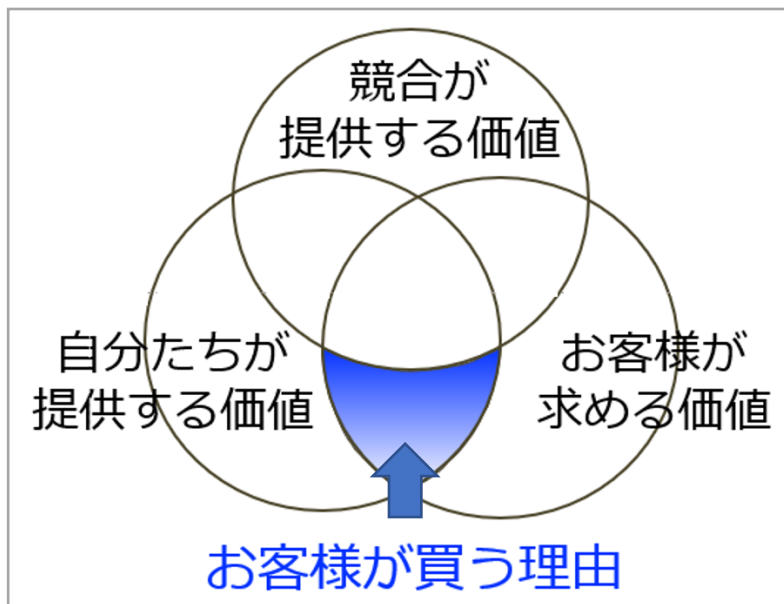 競合が
提供する価値
自分たちが
提供する価値
お客様が
求める価値
お客様が買う理由